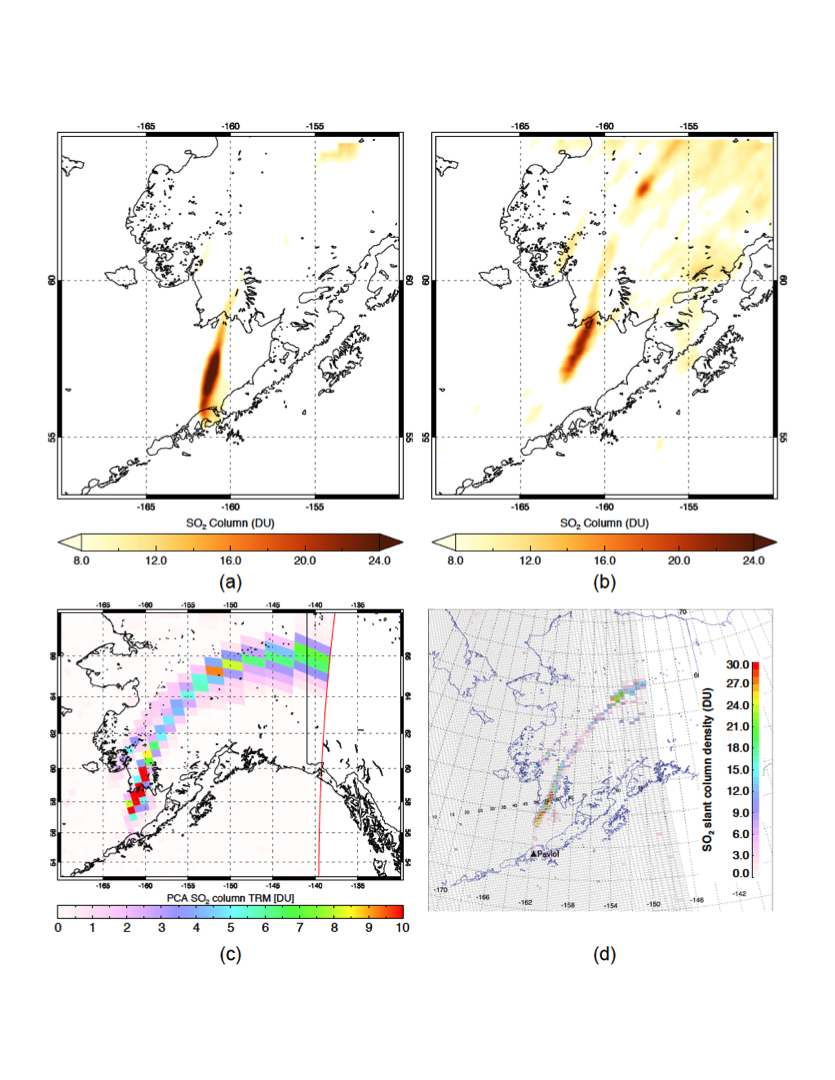 -165 -160 -155
60
55
-165 -160 -155
SO₂ Column (DU)
8.0 12.0 16.0 20.0 24.0
(a)
-165 -160 -155
60 60
55 55
-165 -160 -155
SO₂ Column (DU)
8.0 12.0 16.0 20.0 24.0
(b)
-165 -160 -155 -150 -145 -140 -135
66 66
64 64
62 62
60 60
58 58
56 56
54 54
-165 -160 -155 -150 -145 -140 -135
PCA SO₂ column TRM [DU]
0 1 2 3 4 5 6 7 8 9 10
(c)
70
Pavlof
-170 -166 -162 -158 -154 -150 -146 -142
SO₂ slant column density (DU)
30.0
27.0
24.0
21.0
18.0
15.0
12.0
9.0
6.0
3.0
0.0
(d)